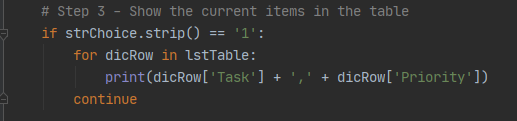 # Step 3 - Show the current items in the table
if strChoice.strip() == '1':
for dicRow in lstTable:
print(dicRow['Task'] + ',' + dicRow['Priority'])
continue